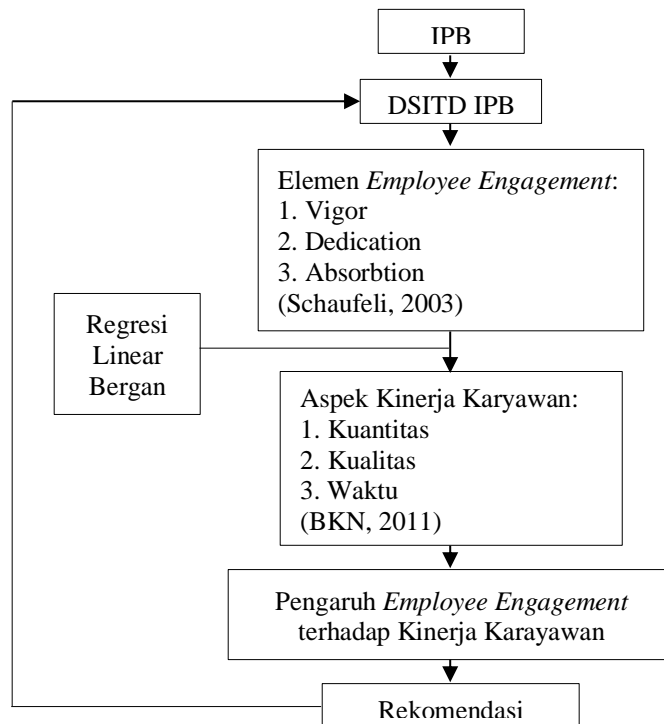 IPB
DSITD IPB
Elemen Employee Engagement:
1. Vigor
2. Dedication
3. Absorbtion
(Schaufeli, 2003)
Regresi
Linear
Bergan
Aspek Kinerja Karyawan:
1. Kuantitas
2. Kualitas
3. Waktu
(BKN, 2011)
Pengaruh Employee Engagement
terhadap Kinerja Karayawan
Rekomendasi